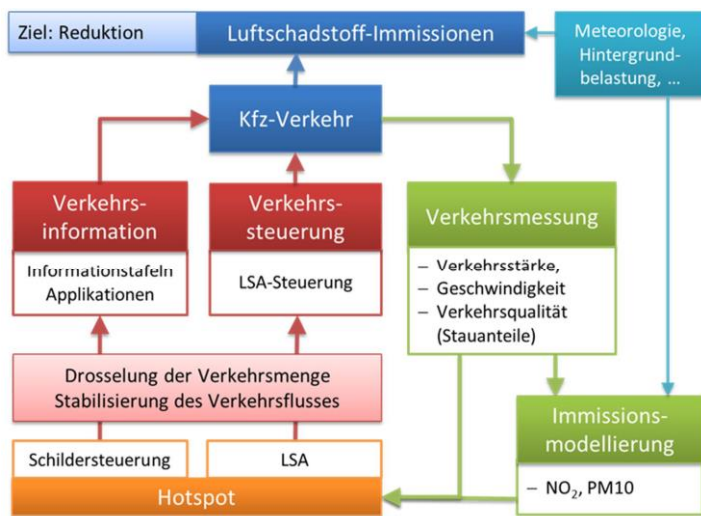 Ziel: Reduktion
Luftschadstoff-Immissionen
Meteorologie,
Hintergrund-
belastung, ...
Kfz-Verkehr
Verkehrs-
information
Informationstafeln
Applikationen
Verkehrs-
steuerung
LSA-Steuerung
Verkehrsmessung
– Verkehrsstärke,
– Geschwindigkeit
– Verkehrsqualität
(Stauanteile)
Drosselung der Verkehrsmenge
Stabilisierung des Verkehrsflusses
Immissions-
modellierung
– NO₂, PM10
Schildersteuerung
LSA
Hotspot